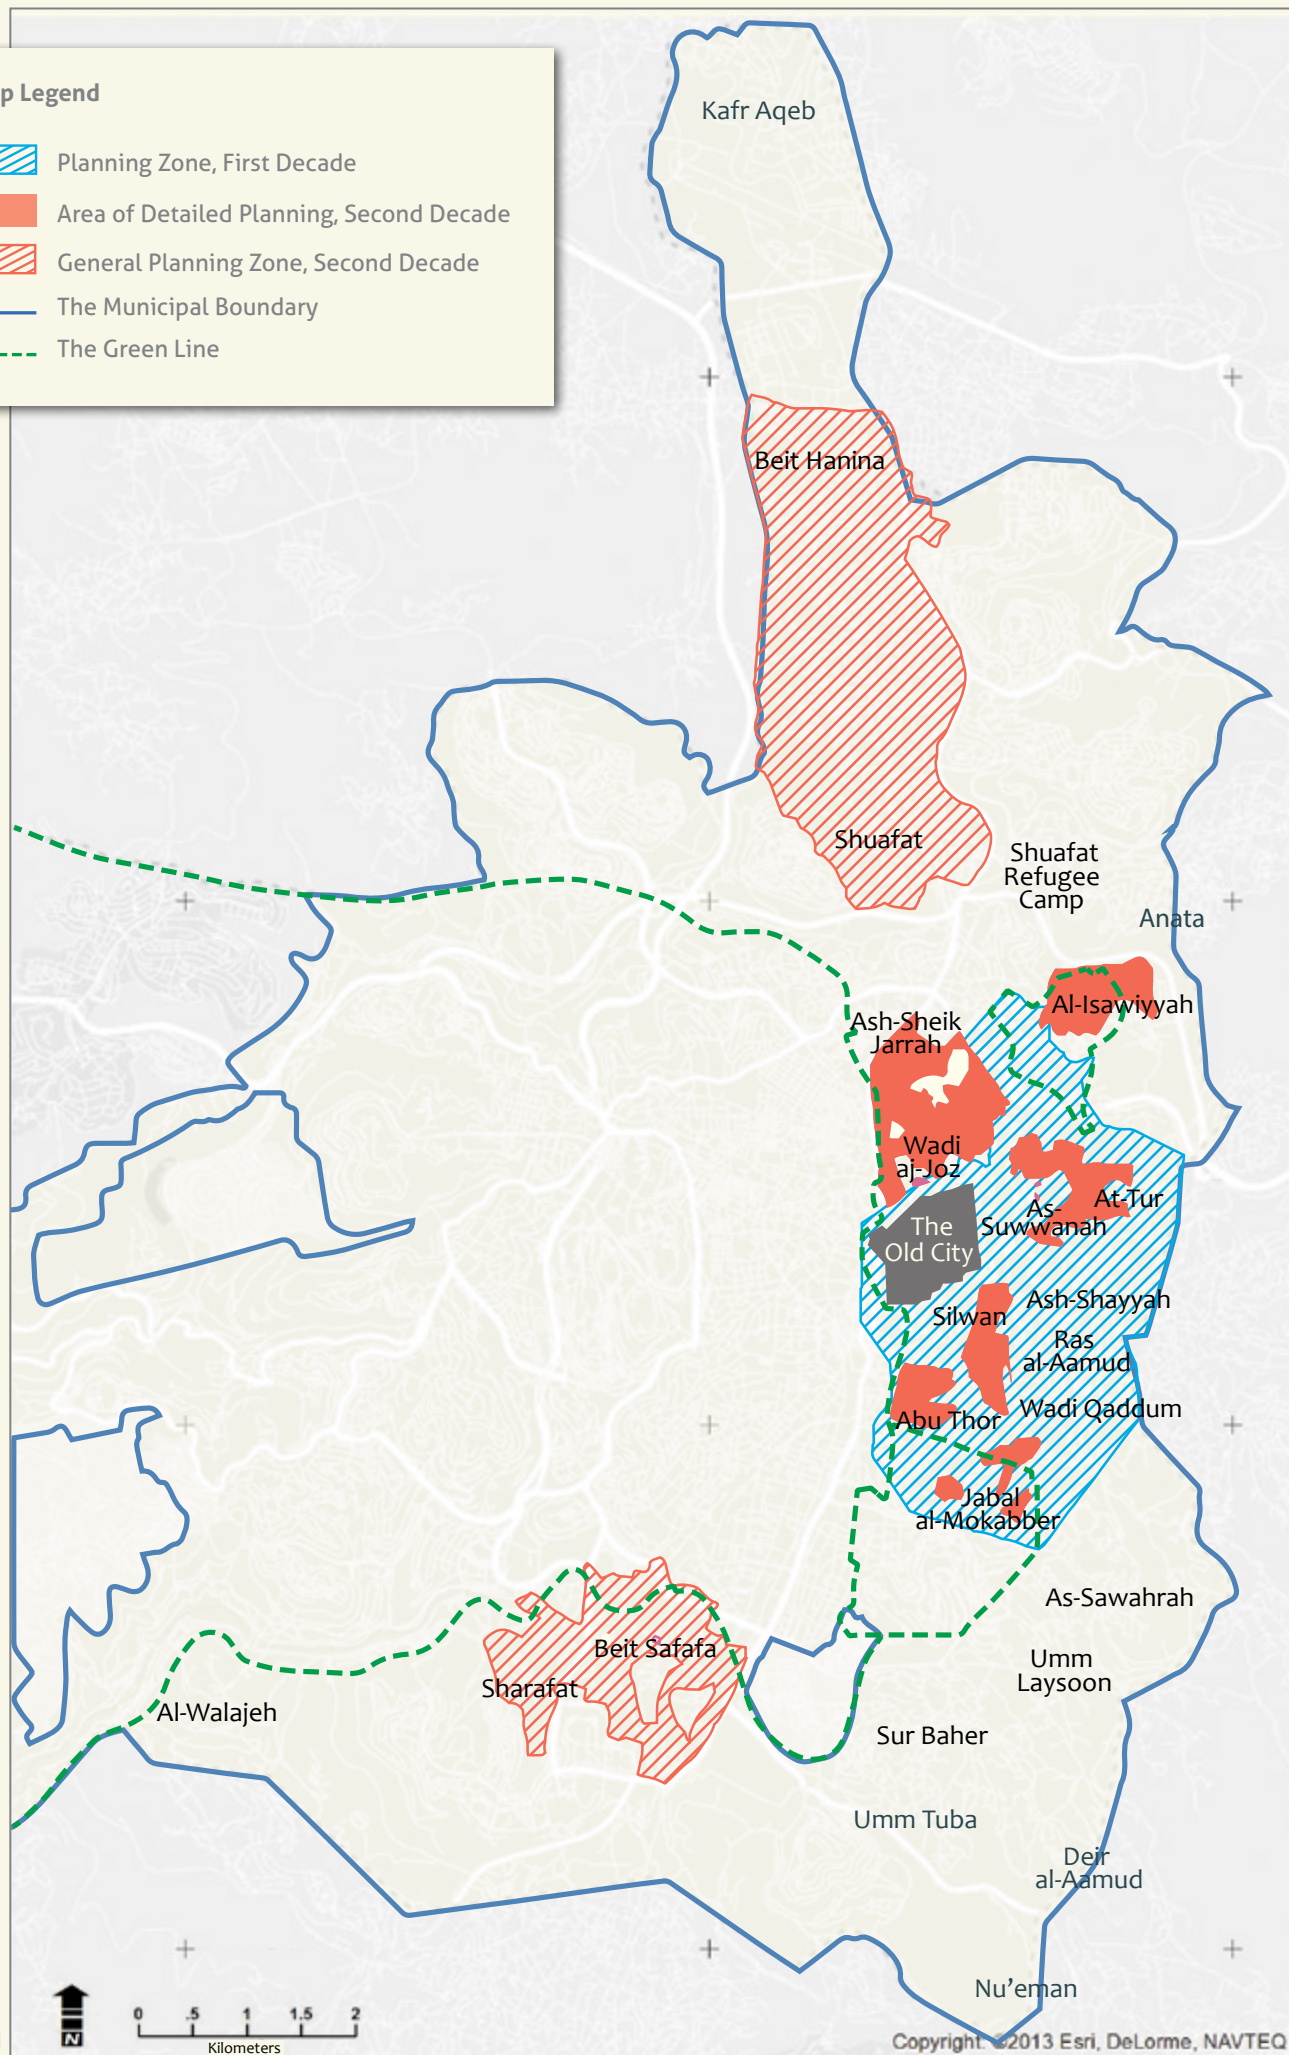 p Legend
Planning Zone, First Decade
Area of Detailed Planning, Second Decade
General Planning Zone, Second Decade
The Municipal Boundary
The Green Line
Kafr Aqeb
Beit Hanina
Shuafat
Shuafat
Refugee
Camp
Anata
Al-Isawiyyah
Ash-Sheik
Jarrah
Wadi
aj-Joz
At-Tur
As-
Suwwanah
The
Old City
Ash-Shayyah
Silwan
Ras
al-Aamud
Wadi Qaddum
Abu Thor
Jabal
al-Mokabber
As-Sawahrah
Beit Safafa
Umm
Laysoon
Sharafat
Al-Walajeh
Sur Baher
Umm Tuba
Deir
al-Aamud
Nu'eman
N
0 .5 1 1.5 2
Kilometers
Copyright: ©2013 Esri, DeLorme, NAVTEQ